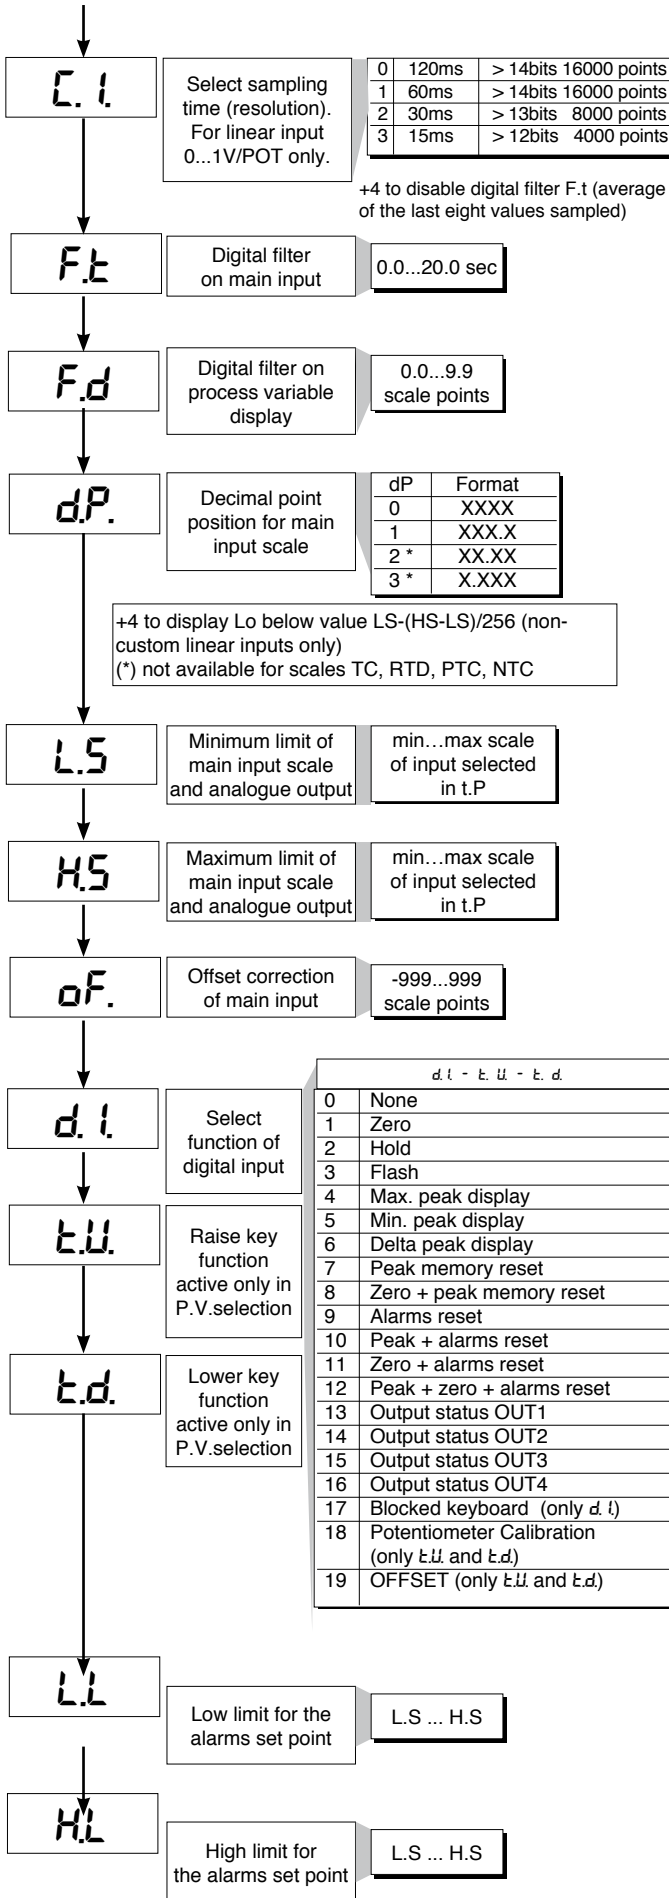 C. I.
Select sampling
time (resolution).
For linear input
0...1V/POT only.
0 120ms > 14bits 16000 points
1 60ms > 14bits 16000 points
2 30ms > 13bits 8000 points
3 15ms > 12bits 4000 points
+4 to disable digital filter F.t (average
of the last eight values sampled)
F.t
Digital filter
on main input
0.0...20.0 sec
F.d
Digital filter on
process variable
display
0.0...9.9
scale points
d.P.
Decimal point
position for main
input scale
dP Format
0 XXXX
1 XXX.X
2 * XX.XX
3 * X.XXX
+4 to display Lo below value LS-(HS-LS)/256 (non-
custom linear inputs only)
(*) not available for scales TC, RTD, PTC, NTC
L.S
Minimum limit of
main input scale
and analogue output
min...max scale
of input selected
in t.P
H.S
Maximum limit of
main input scale
and analogue output
min...max scale
of input selected
in t.P
oF.
Offset correction
of main input
-999...999
scale points
d. I.
Select
function of
digital input
t.U.
Raise key
function
active only in
P.V.selection
t.d.
Lower key
function
active only in
P.V.selection
d. I. - t. U. - t. d.
0 None
1 Zero
2 Hold
3 Flash
4 Max. peak display
5 Min. peak display
6 Delta peak display
7 Peak memory reset
8 Zero + peak memory reset
9 Alarms reset
10 Peak + alarms reset
11 Zero + alarms reset
12 Peak + zero + alarms reset
13 Output status OUT1
14 Output status OUT2
15 Output status OUT3
16 Output status OUT4
17 Blocked keyboard (only d. I.)
18 Potentiometer Calibration
(only t.U. and t.d.)
19 OFFSET (only t.U. and t.d.)
L.L
Low limit for the
alarms set point
L.S ... H.S
H.L
High limit for
the alarms set point
L.S ... H.S